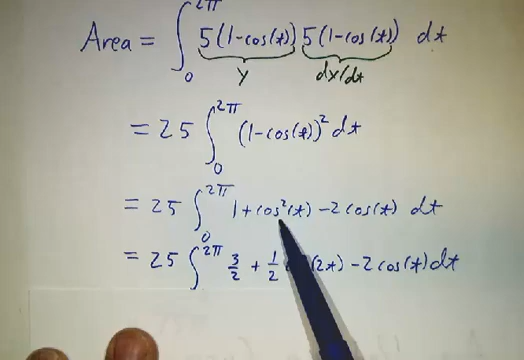 Area = ∫₀^2π 5(1-cos(t)) 5(1-cos(t)) dt
y dx/dt
= 25 ∫₀^2π (1-cos(t))² dt
= 25 ∫₀^2π 1 + cos²(t) - 2cos(t) dt
= 25 ∫^2π 3/2 + 1/2 (2t) - 2cos(t) dt